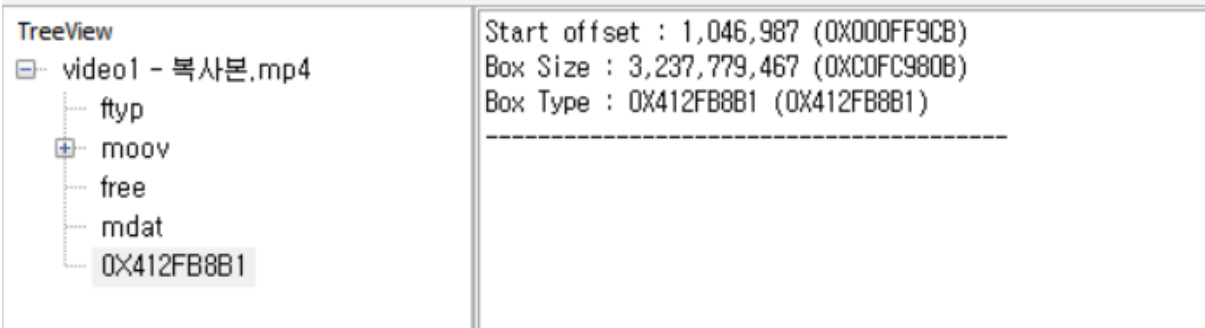 TreeView
video1 - 복사본.mp4
ftyp
moov
free
mdat
0X412FB8B1
Start offset : 1,046,987 (0X000FF9CB)
Box Size : 3,237,779,467 (0XC0FC980B)
Box Type : 0X412FB8B1 (0X412FB8B1)
----------------------------------------